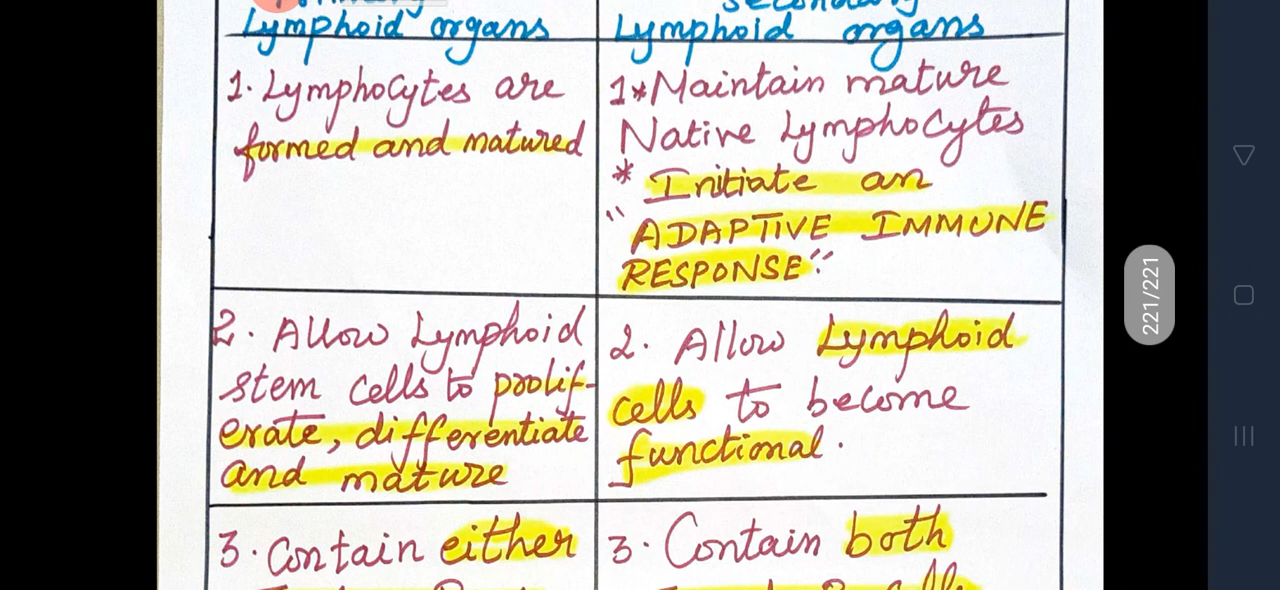 Primary
secondary
Lymphoid organs
Lymphoid organs
1. Lymphocytes are
formed and matured
1* Maintain mature
Native Lymphocytes
* Initiate an
"ADAPTIVE IMMUNE
RESPONSE"
2. Allow Lymphoid
stem cells to prolif-
erate, differentiate
and mature
2. Allow Lymphoid
cells to become
functional.
3. Contain either
3. Contain both
221/221